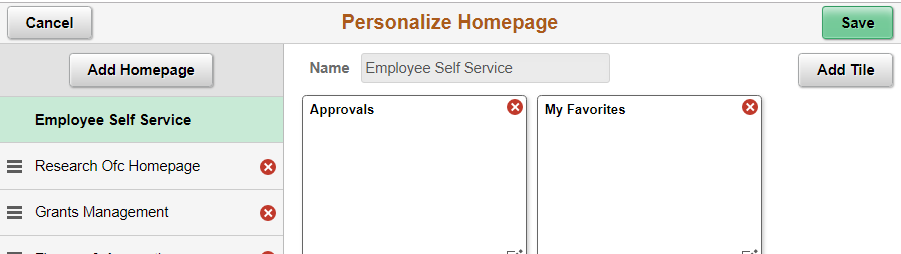 Cancel
Personalize Homepage
Save
Add Homepage
Name
Employee Self Service
Add Tile
Employee Self Service
Approvals
My Favorites
Research Ofc Homepage
Grants Management